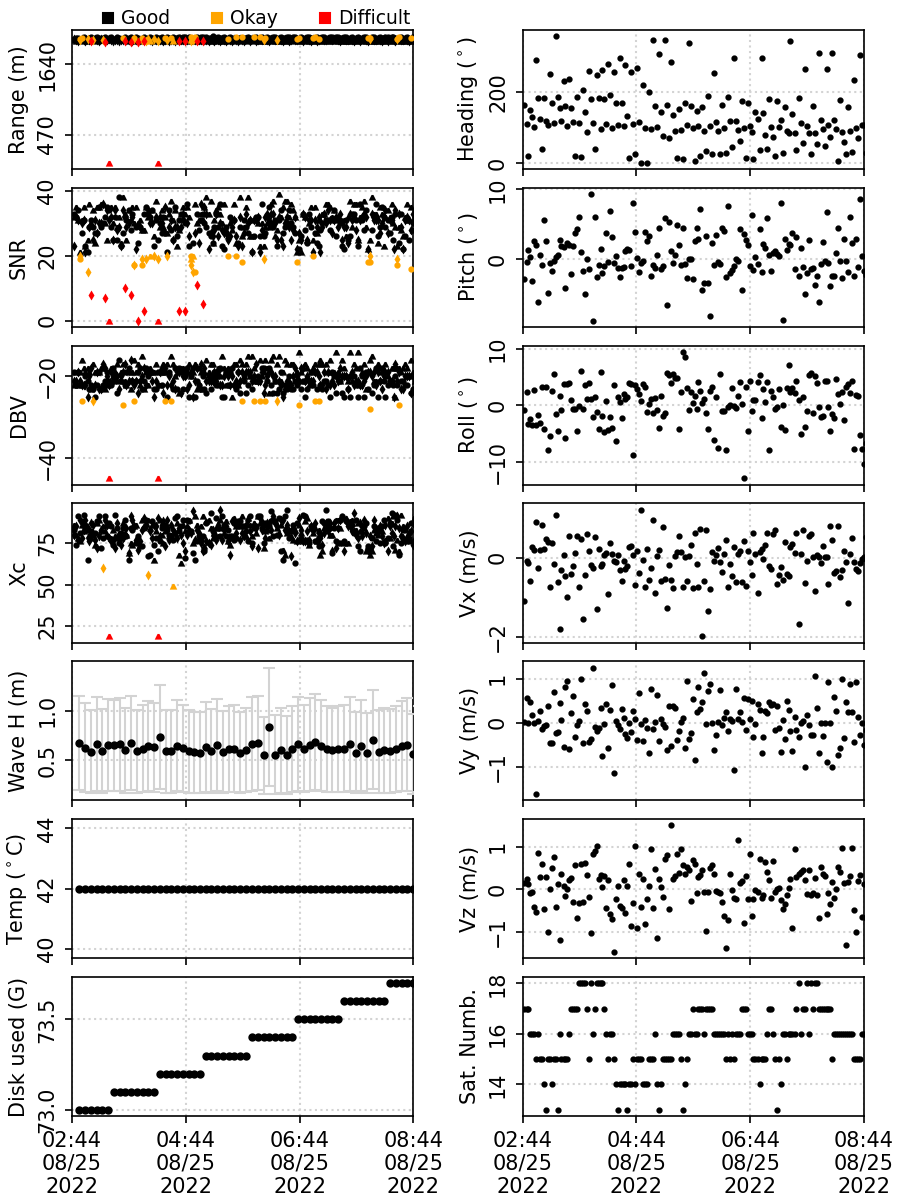 Good Okay Difficult
Range (m)
1640
470
Heading (°)
200
0
SNR
40
20
0
Pitch (°)
10
0
DBV
−20
−40
Roll (°)
10
0
−10
Xc
75
50
25
Vx (m/s)
0
−2
Wave H (m)
1.0
0.5
Vy (m/s)
1
0
−1
Temp (°C)
44
42
40
Vz (m/s)
1
0
−1
Disk used (G)
73.5
73.0
Sat. Numb.
18
16
14
02:44 04:44 06:44 08:44
08/25 08/25 08/25 08/25
2022 2022 2022 2022
02:44 04:44 06:44 08:44
08/25 08/25 08/25 08/25
2022 2022 2022 2022